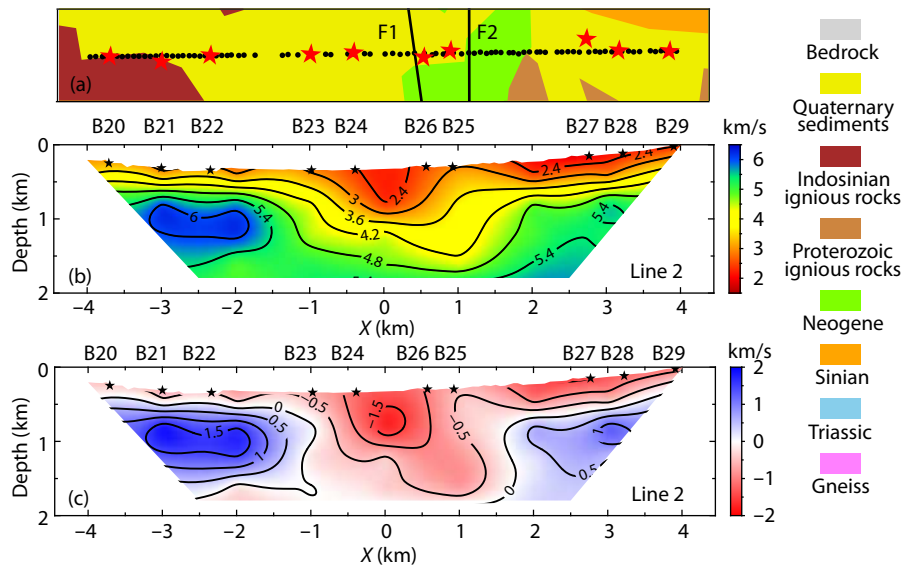 F1
F2
(a)
B20
B21
B22
B23
B24
B26
B25
B27
B28
B29
km/s
0
1
2
Depth (km)
6
5.4
3
3.6
4.2
4.8
2.4
2.4
2.4
5.4
5.4
(b)
Line 2
6
5
4
3
2
−4
−3
−2
−1
0
1
2
3
4
X (km)
B20
B21
B22
B23
B24
B26
B25
B27
B28
B29
km/s
0
1
2
Depth (km)
0
−0.5
0.5
1.5
1
−1.5
−0.5
0
0.5
1
(c)
Line 2
2
1
0
−1
−2
−4
−3
−2
−1
0
1
2
3
4
X (km)
Bedrock
Quaternary
sediments
Indosinian
ignious rocks
Proterozoic
ignious rocks
Neogene
Sinian
Triassic
Gneiss